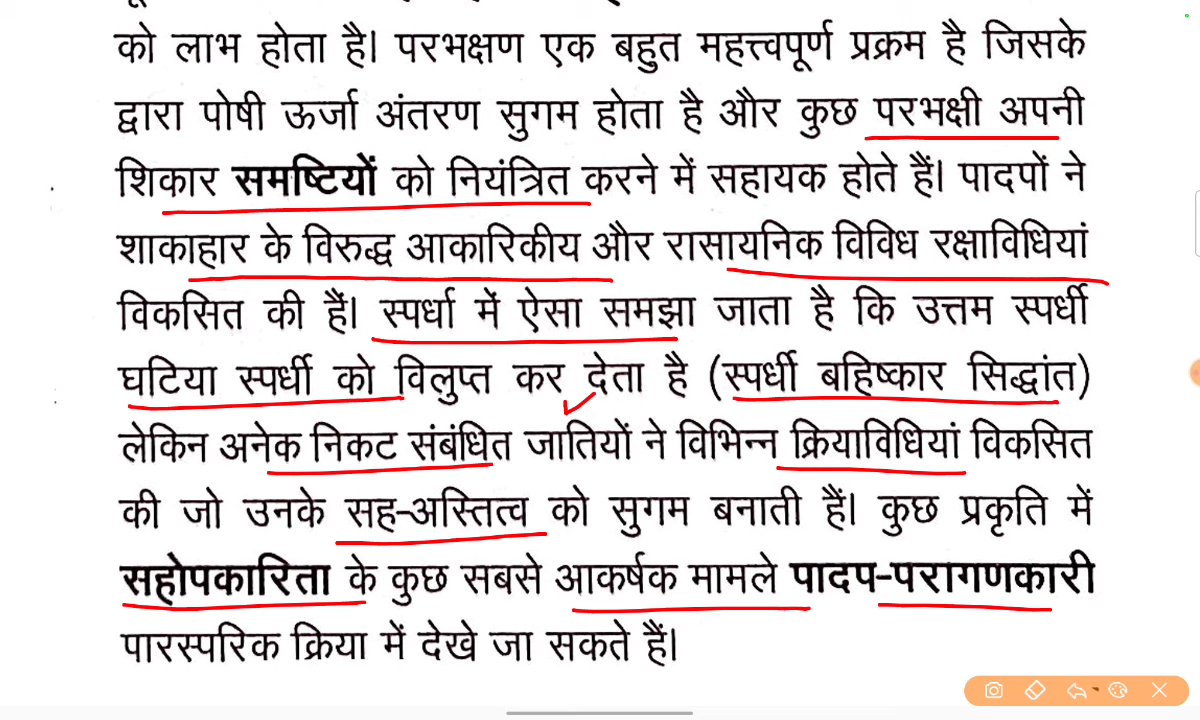 को लाभ होता है। परभक्षण एक बहुत महत्त्वपूर्ण प्रक्रम है जिसके
द्वारा पोषी ऊर्जा अंतरण सुगम होता है और कुछ परभक्षी अपनी
शिकार समष्टियों को नियंत्रित करने में सहायक होते हैं। पादपों ने
शाकाहार के विरुद्ध आकारिकीय और रासायनिक विविध रक्षाविधियां
विकसित की हैं। स्पर्धा में ऐसा समझा जाता है कि उत्तम स्पर्धी
घटिया स्पर्धी को विलुप्त कर देता है (स्पर्धी बहिष्कार सिद्धांत)
लेकिन अनेक निकट संबंधित जातियों ने विभिन्न क्रियाविधियां विकसित
की जो उनके सह-अस्तित्व को सुगम बनाती हैं। कुछ प्रकृति में
सहोपकारिता के कुछ सबसे आकर्षक मामले पादप-परागणकारी
पारस्परिक क्रिया में देखे जा सकते हैं।